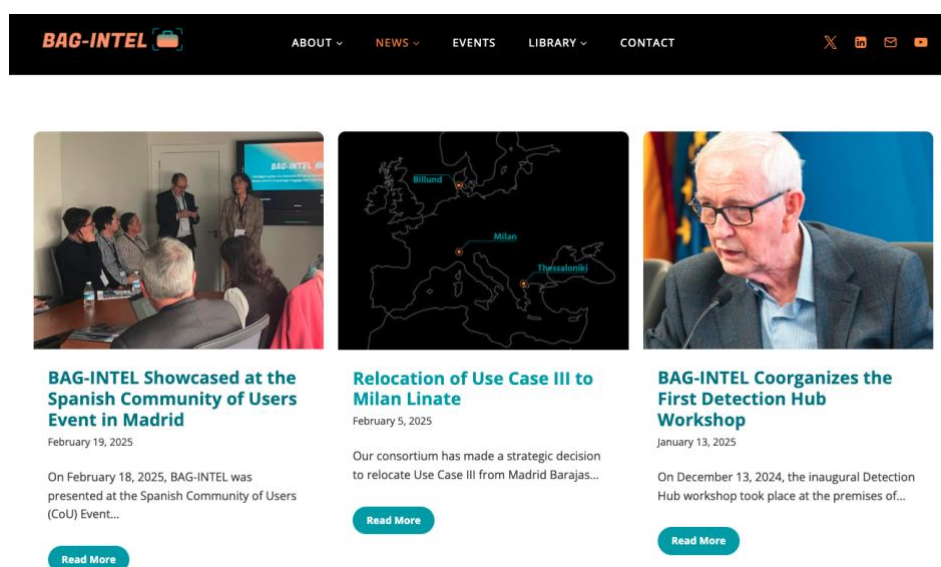 BAG-INTEL
ABOUT
NEWS
EVENTS
LIBRARY
CONTACT
BAG-INTEL
Billund
Milan
Thessaloniki
BAG-INTEL Showcased at the
Spanish Community of Users
Event in Madrid
February 19, 2025
On February 18, 2025, BAG-INTEL was
presented at the Spanish Community of Users
(CoU) Event...
Read More
Relocation of Use Case III to
Milan Linate
February 5, 2025
Our consortium has made a strategic decision
to relocate Use Case III from Madrid Barajas...
Read More
BAG-INTEL Coorganizes the
First Detection Hub
Workshop
January 13, 2025
On December 13, 2024, the inaugural Detection
Hub workshop took place at the premises of...
Read More